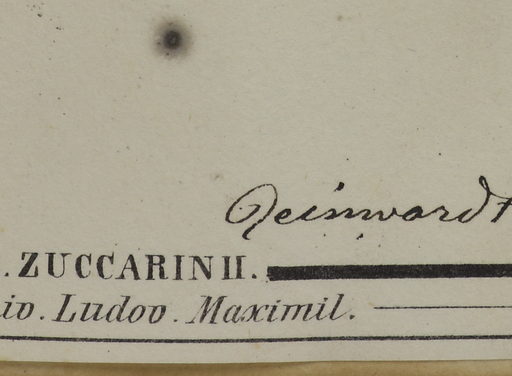 Reinwardt
. ZUCCARINII.
iv. Ludov. Maximil.